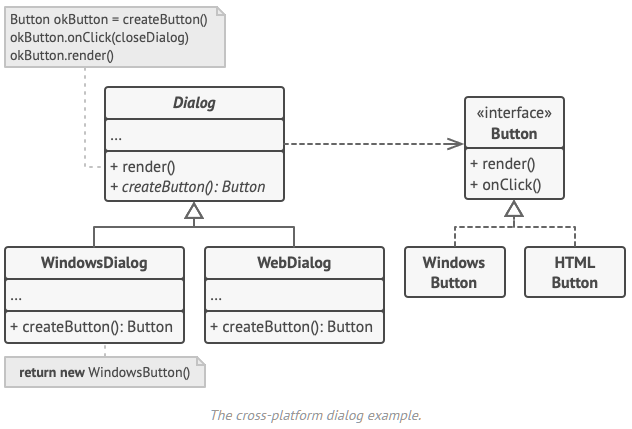 Button okButton = createButton()
okButton.onClick(closeDialog)
okButton.render()
Dialog
...
+ render()
+ createButton(): Button
«interface»
Button
+ render()
+ onClick()
WindowsDialog
...
+ createButton(): Button
WebDialog
...
+ createButton(): Button
Windows
Button
HTML
Button
return new WindowsButton()
The cross-platform dialog example.